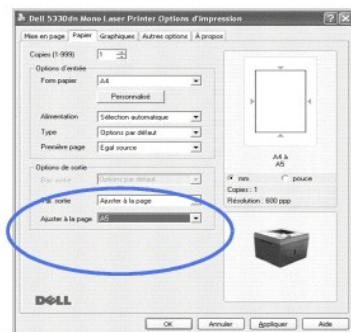 Dell 5330dn Mono Laser Printer Options d'impression
Mise en page Papier Graphiques Autres options À propos
Copies (1-999) 1
Options d'entrée
Form papier A4
Personnalisé
Alimentation Sélection automatique
Type Options par défaut
Première page Egal source
Options de sortie
Options par défaut
sortie Ajuster à la page
Ajuster à la page A5
A4 à
A5
mm pouce
Copies : 1
Résolution : 600 ppp
DELL
OK Annuler Appliquer Aide